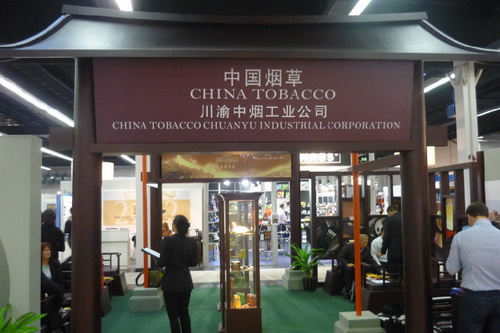 中国烟草
CHINA TOBACCO
川渝中烟工业公司
CHINA TOBACCO CHUANYU INDUSTRIAL CORPORATION